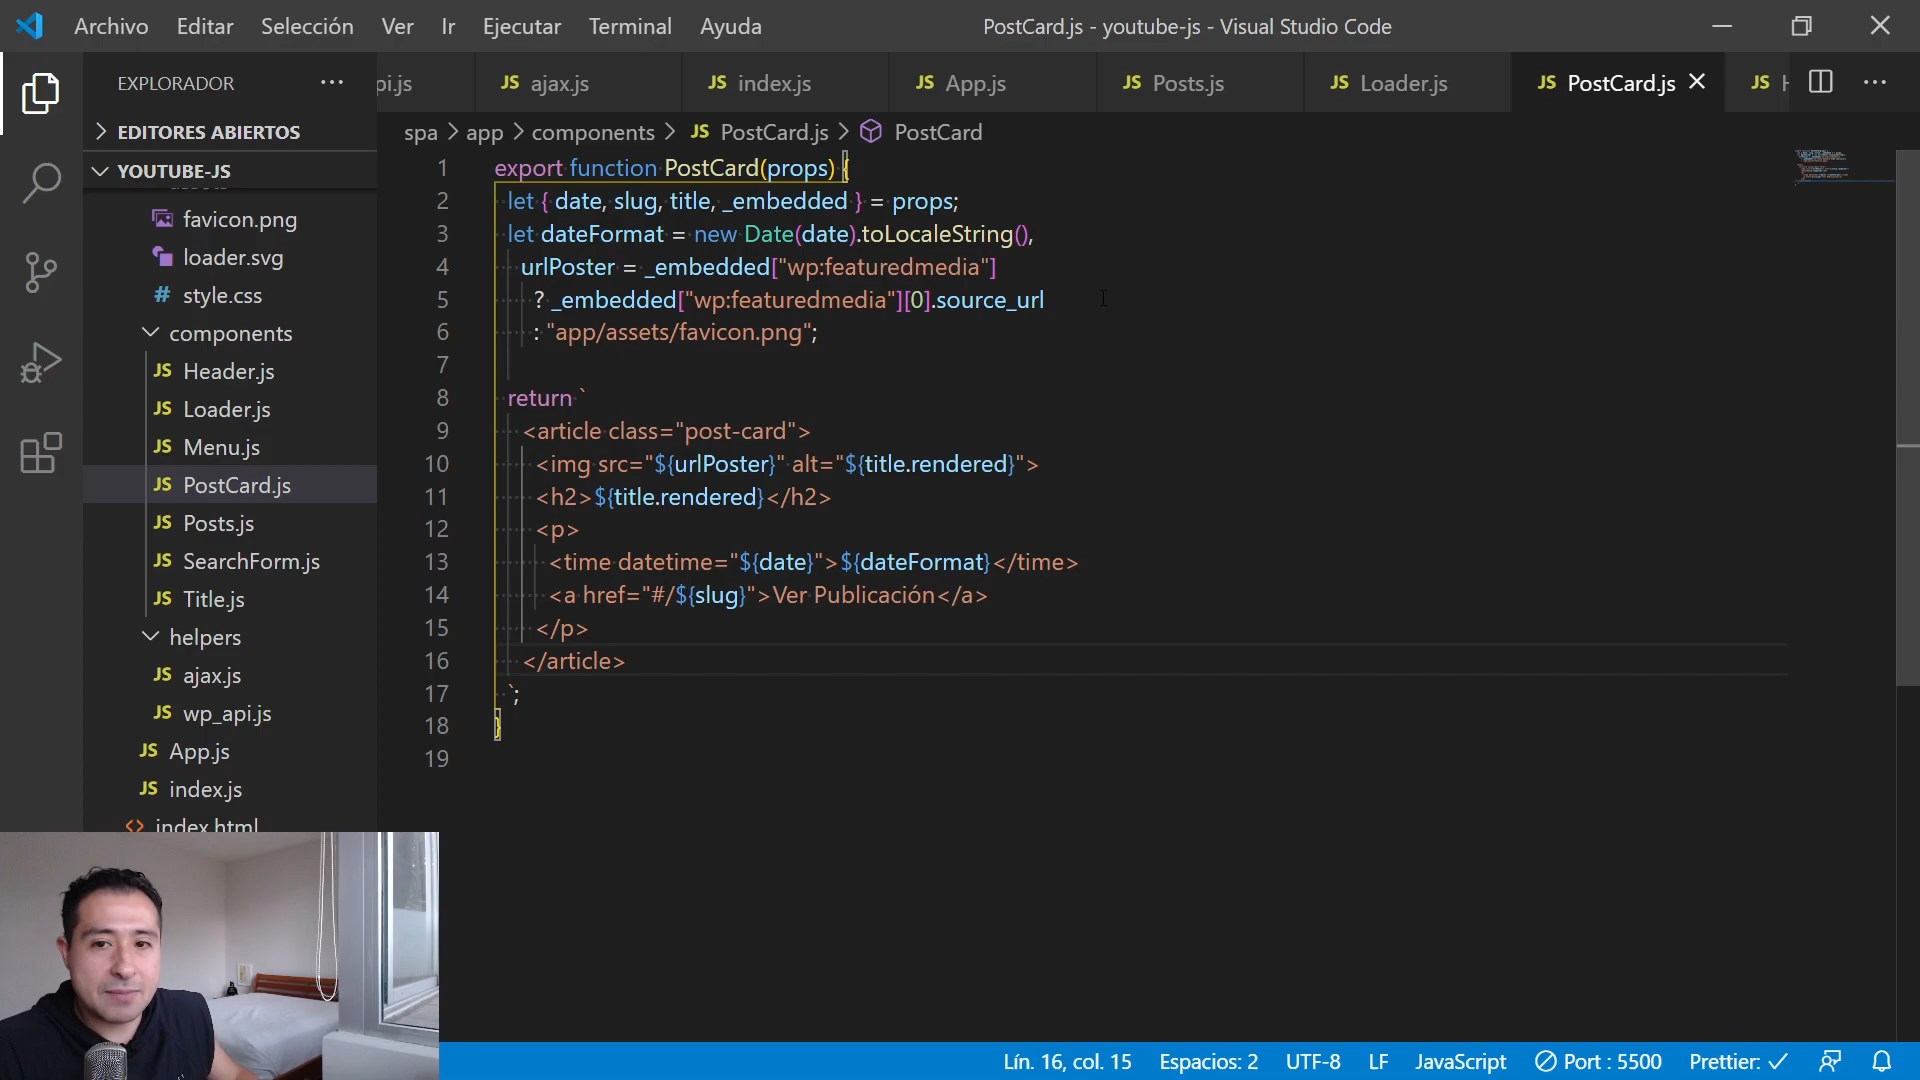 Archivo Editar Selección Ver Ir Ejecutar Terminal Ayuda PostCard.js - youtube-js - Visual Studio Code
EXPLORADOR
pi.js JS ajax.js JS index.js JS App.js JS Posts.js JS Loader.js JS PostCard.js JS
EDITORES ABIERTOS
spa > app > components > JS PostCard.js > PostCard
YOUTUBE-JS
favicon.png
loader.svg
# style.css
components
JS Header.js
JS Loader.js
JS Menu.js
JS PostCard.js
JS Posts.js
JS SearchForm.js
JS Title.js
helpers
JS ajax.js
JS wp_api.js
JS App.js
JS index.js
<> index.html
1 export function PostCard(props) {
2 let { date, slug, title, _embedded } = props;
3 let dateFormat = new Date(date).toLocaleString(),
4 urlPoster = _embedded["wp:featuredmedia"]
5 ? _embedded["wp:featuredmedia"][0].source_url
6 : "app/assets/favicon.png";
7
8 return `
9 <article class="post-card">
10 <img src="${urlPoster}" alt="${title.rendered}">
11 <h2>${title.rendered}</h2>
12 <p>
13 <time datetime="${date}">${dateFormat}</time>
14 <a href="#/${slug}">Ver Publicación</a>
15 </p>
16 </article>
17 `;
18 }
19
Lín. 16, col. 15 Espacios: 2 UTF-8 LF JavaScript Port : 5500 Prettier: ✓